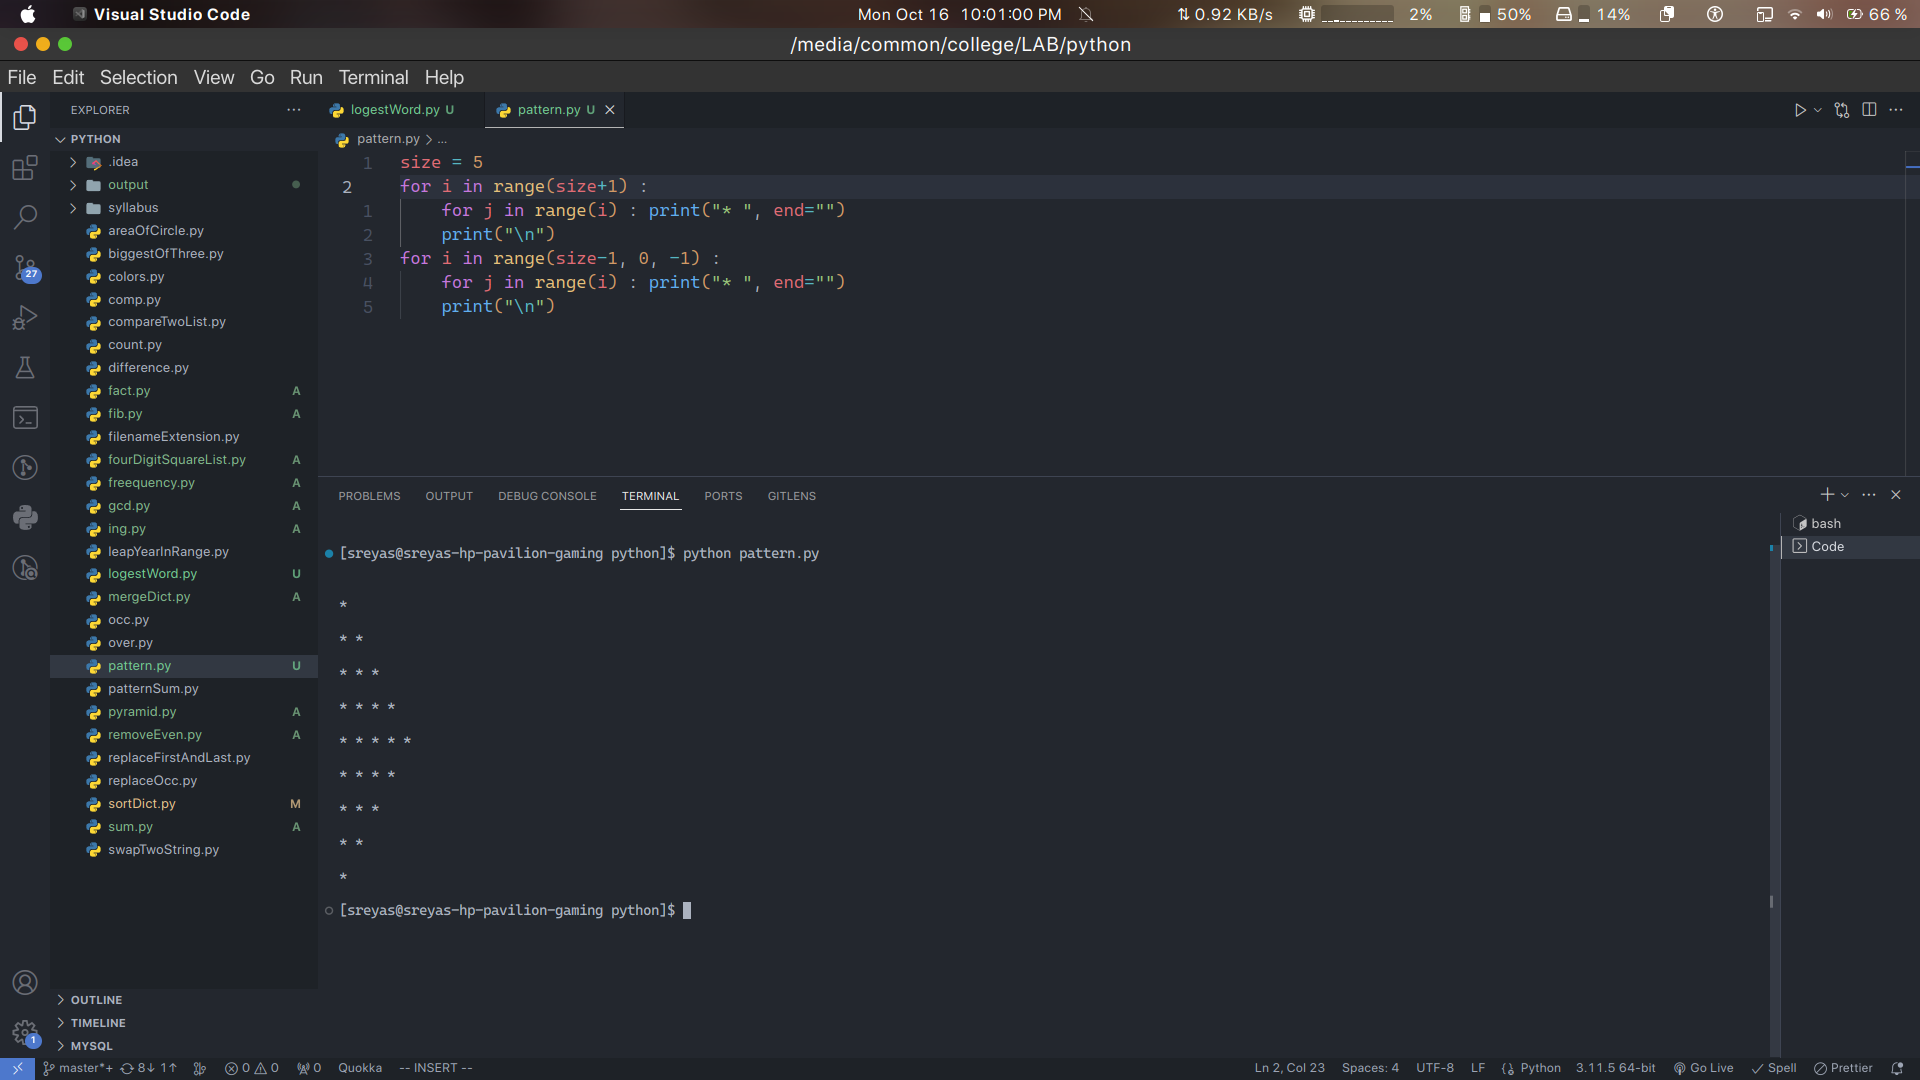 Visual Studio Code
Mon Oct 16 10:01:00 PM
0.92 KB/s
2%
50%
14%
66 %
/media/common/college/LAB/python
File Edit Selection View Go Run Terminal Help
EXPLORER
PYTHON
.idea
output
syllabus
areaOfCircle.py
biggestOfThree.py
colors.py
comp.py
compareTwoList.py
count.py
difference.py
fact.py A
fib.py A
filenameExtension.py
fourDigitSquareList.py A
freequency.py A
gcd.py A
ing.py A
leapYearInRange.py
logestWord.py U
mergeDict.py A
occ.py
over.py
pattern.py U
patternSum.py
pyramid.py A
removeEven.py A
replaceFirstAndLast.py
replaceOcc.py
sortDict.py M
sum.py A
swapTwoString.py
OUTLINE
TIMELINE
MYSQL
27
1
logestWord.py U
pattern.py U
pattern.py > ...
1 size = 5
2 for i in range(size+1) :
1 for j in range(i) : print("* ", end="")
2 print("\n")
3 for i in range(size-1, 0, -1) :
4 for j in range(i) : print("* ", end="")
5 print("\n")
PROBLEMS OUTPUT DEBUG CONSOLE TERMINAL PORTS GITLENS
bash
Code
[sreyas@sreyas-hp-pavilion-gaming python]$ python pattern.py
*
* *
* * *
* * * *
* * * * *
* * * *
* * *
* *
*
[sreyas@sreyas-hp-pavilion-gaming python]$
master*+ 8↓ 1↑ 0 0 0 Quokka -- INSERT -- Ln 2, Col 23 Spaces: 4 UTF-8 LF Python 3.11.5 64-bit Go Live Spell Prettier